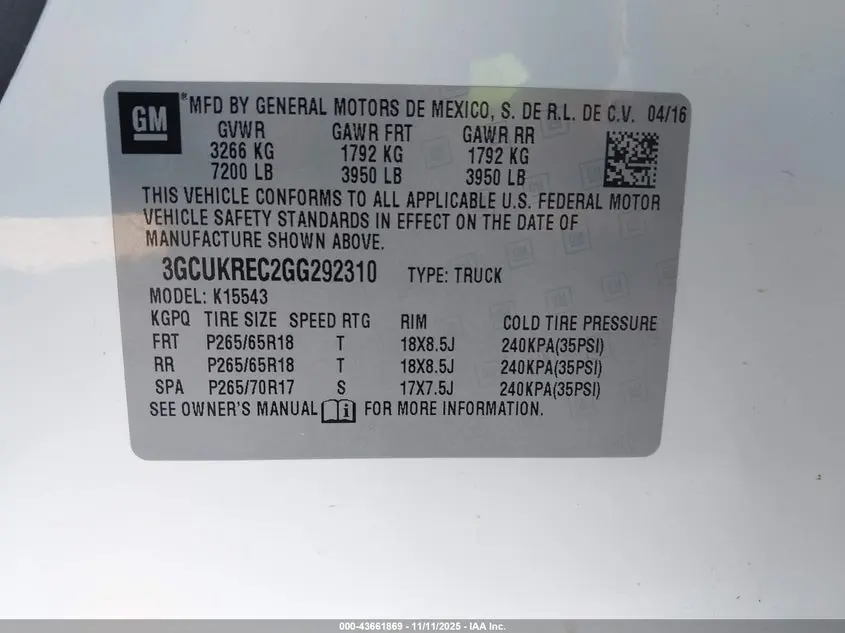 GM
*MFD BY GENERAL MOTORS DE MEXICO, S. DE R.L. DE C.V. 04/16
GVWR GAWR FRT GAWR RR
3266 KG 1792 KG 1792 KG
7200 LB 3950 LB 3950 LB
THIS VEHICLE CONFORMS TO ALL APPLICABLE U.S. FEDERAL MOTOR
VEHICLE SAFETY STANDARDS IN EFFECT ON THE DATE OF
MANUFACTURE SHOWN ABOVE.
3GCUKREC2GG292310 TYPE: TRUCK
MODEL: K15543
KGPQ TIRE SIZE SPEED RTG RIM COLD TIRE PRESSURE
FRT P265/65R18 T 18X8.5J 240KPA(35PSI)
RR P265/65R18 T 18X8.5J 240KPA(35PSI)
SPA P265/70R17 S 17X7.5J 240KPA(35PSI)
SEE OWNER'S MANUAL FOR MORE INFORMATION.
000-43661869 - 11/11/2025 - IAA Inc.